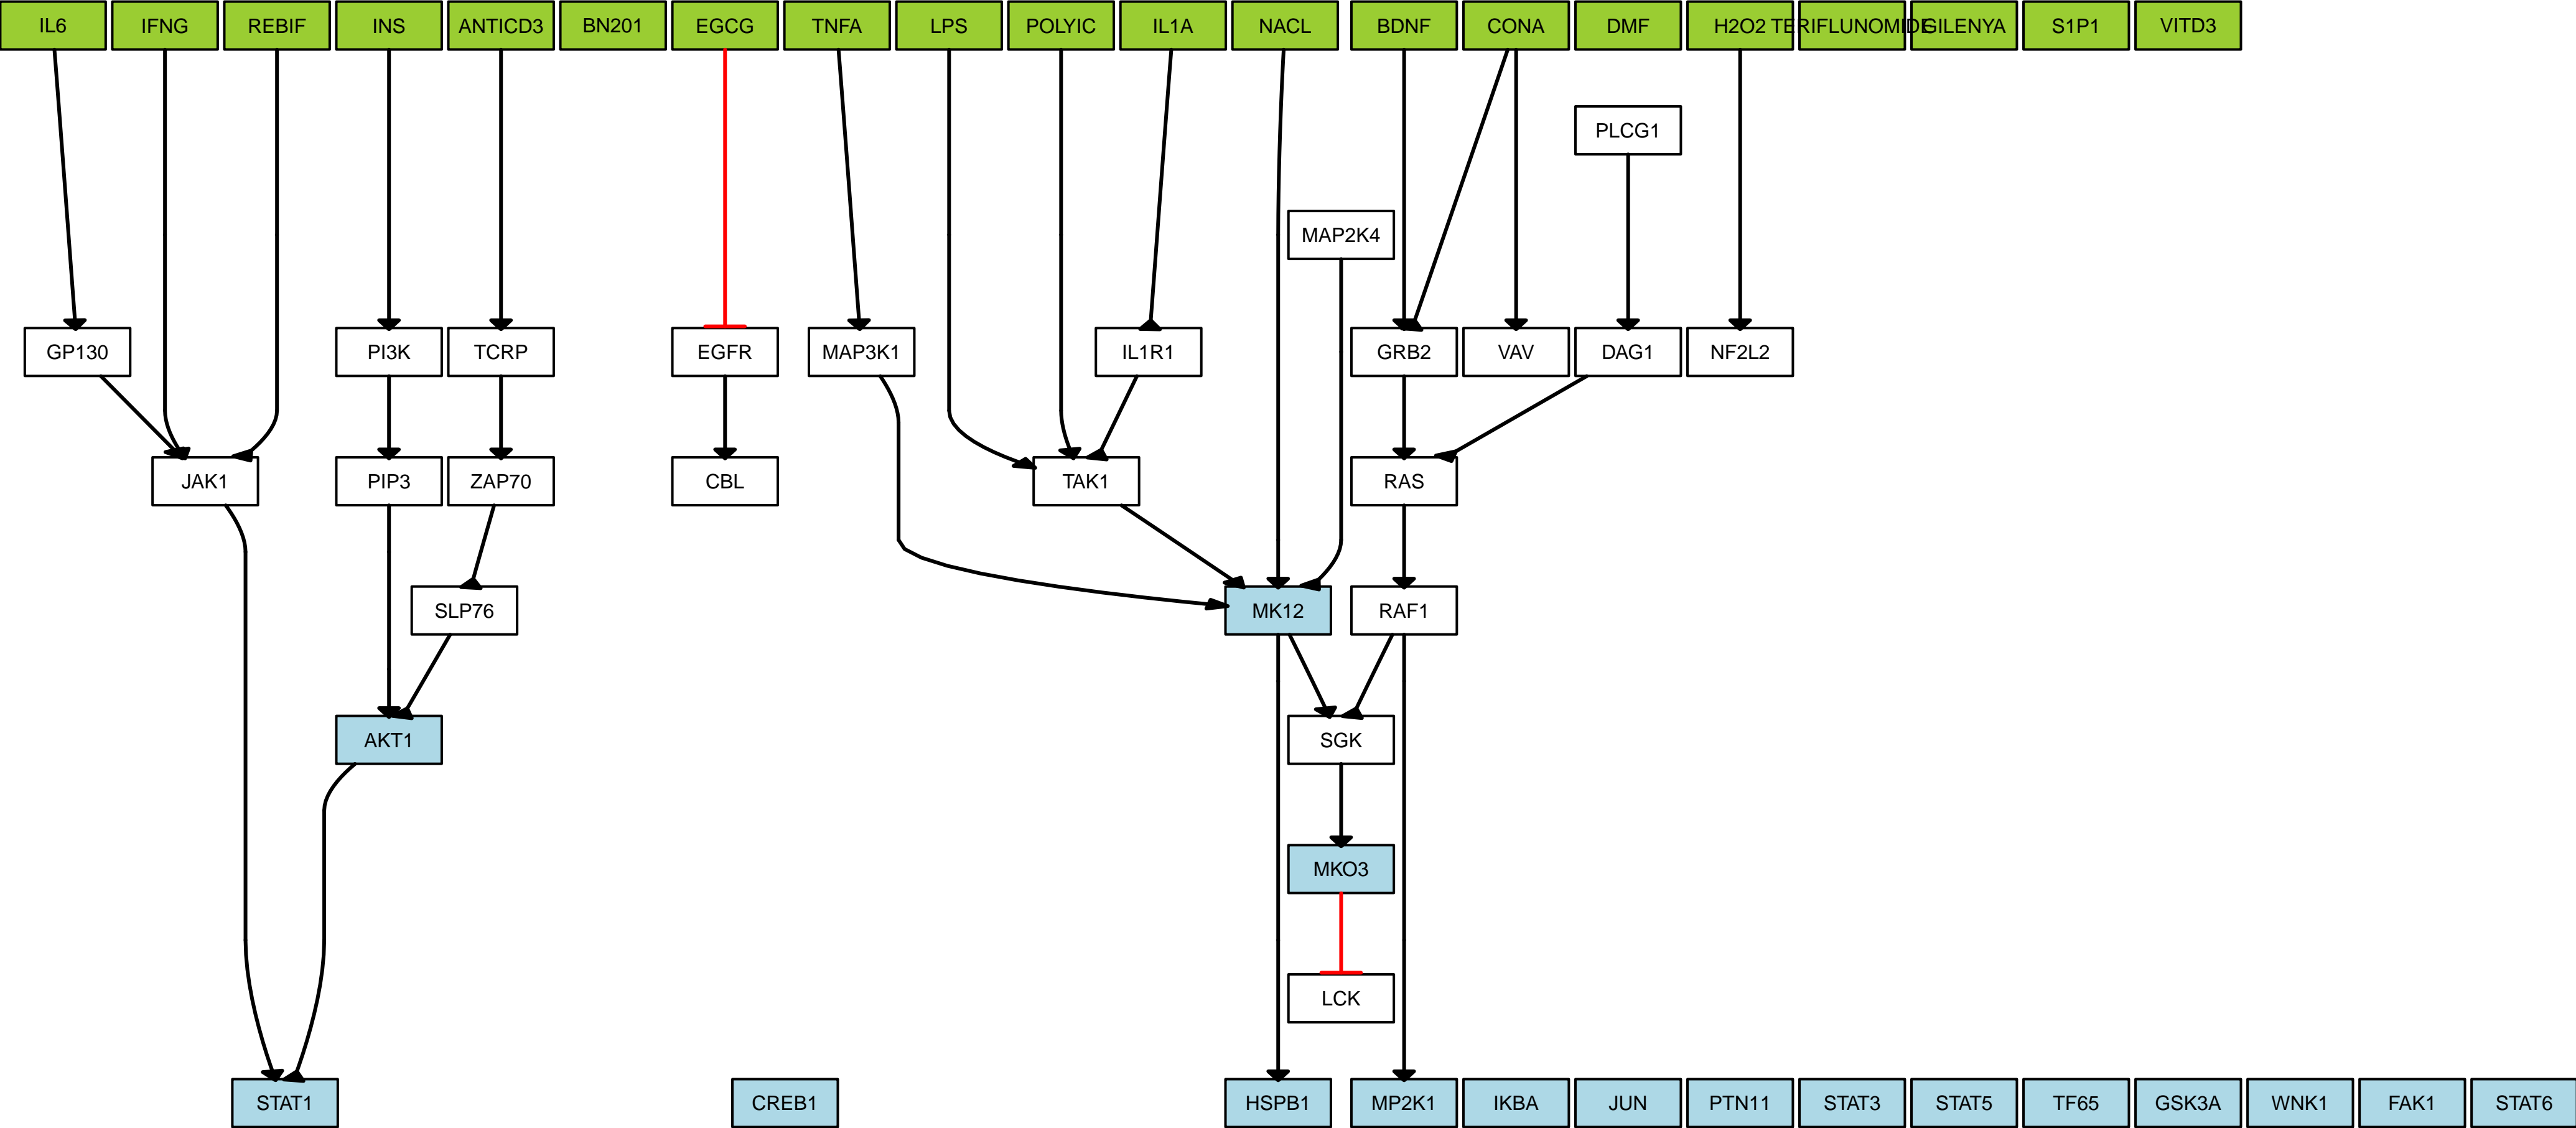 IL6
IFNG
REBIF
INS
ANTICD3
BN201
EGCG
TNFA
LPS
POLYIC
IL1A
NACL
BDNF
CONA
DMF
H2O2
TERIFLUNOMIDE
GILENYA
S1P1
VITD3
PLCG1
MAP2K4
GP130
PI3K
TCRP
EGFR
MAP3K1
IL1R1
GRB2
VAV
DAG1
NF2L2
JAK1
PIP3
ZAP70
CBL
TAK1
RAS
SLP76
MK12
RAF1
AKT1
SGK
MKO3
LCK
STAT1
CREB1
HSPB1
MP2K1
IKBA
JUN
PTN11
STAT3
STAT5
TF65
GSK3A
WNK1
FAK1
STAT6